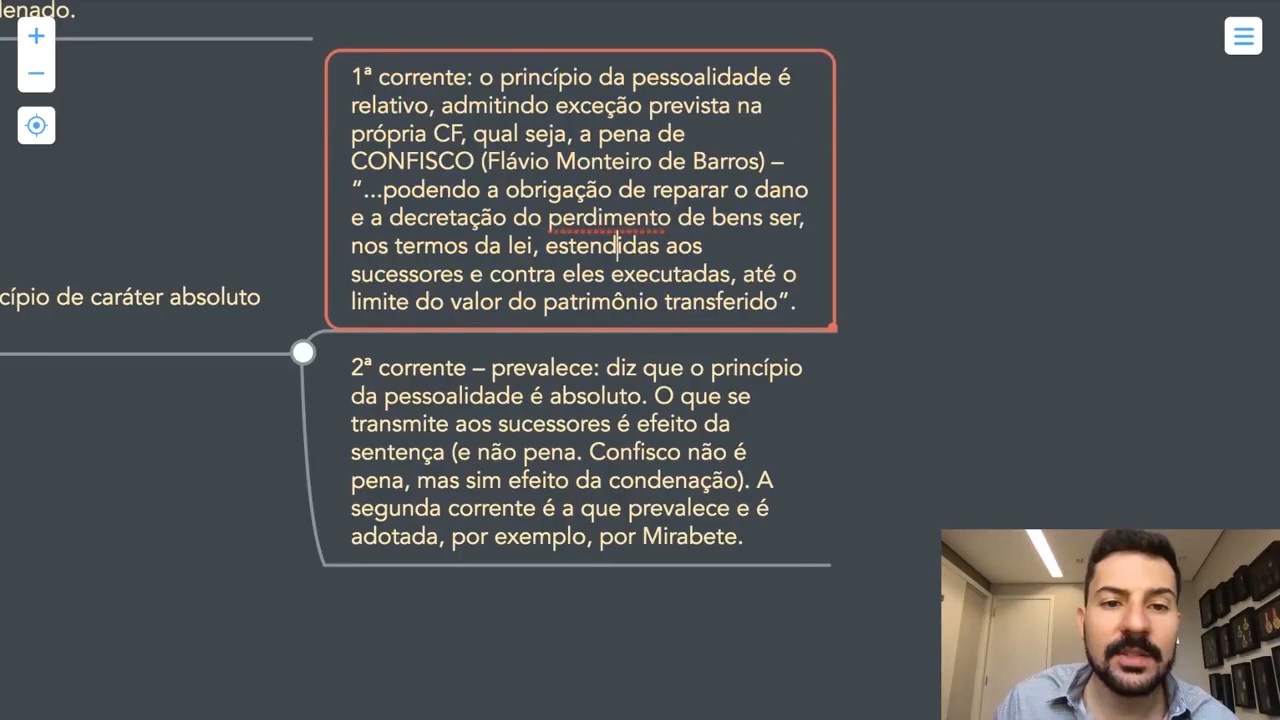 lenado.
1ª corrente: o princípio da pessoalidade é
relativo, admitindo exceção prevista na
própria CF, qual seja, a pena de
CONFISCO (Flávio Monteiro de Barros) –
“...podendo a obrigação de reparar o dano
e a decretação do perdimento de bens ser,
nos termos da lei, estendidas aos
sucessores e contra eles executadas, até o
limite do valor do patrimônio transferido”.
cípio de caráter absoluto
2ª corrente – prevalece: diz que o princípio
da pessoalidade é absoluto. O que se
transmite aos sucessores é efeito da
sentença (e não pena. Confisco não é
pena, mas sim efeito da condenação). A
segunda corrente é a que prevalece e é
adotada, por exemplo, por Mirabete.